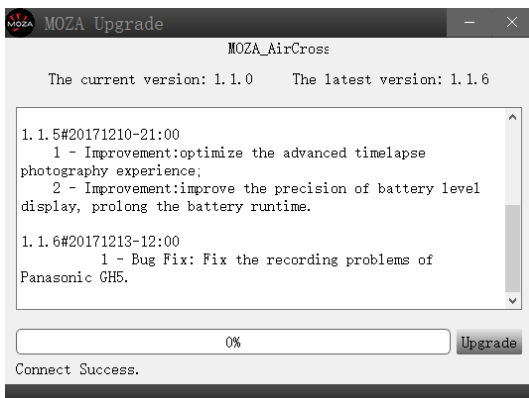 MOZA MOZA Upgrade
MOZA_AirCross
The current version: 1.1.0 The latest version: 1.1.6
1.1.5#20171210-21:00
1 - Improvement:optimize the advanced timelapse
photography experience;
2 - Improvement:improve the precision of battery level
display, prolong the battery runtime.
1.1.6#20171213-12:00
1 - Bug Fix: Fix the recording problems of
Panasonic GH5.
0% Upgrade
Connect Success.